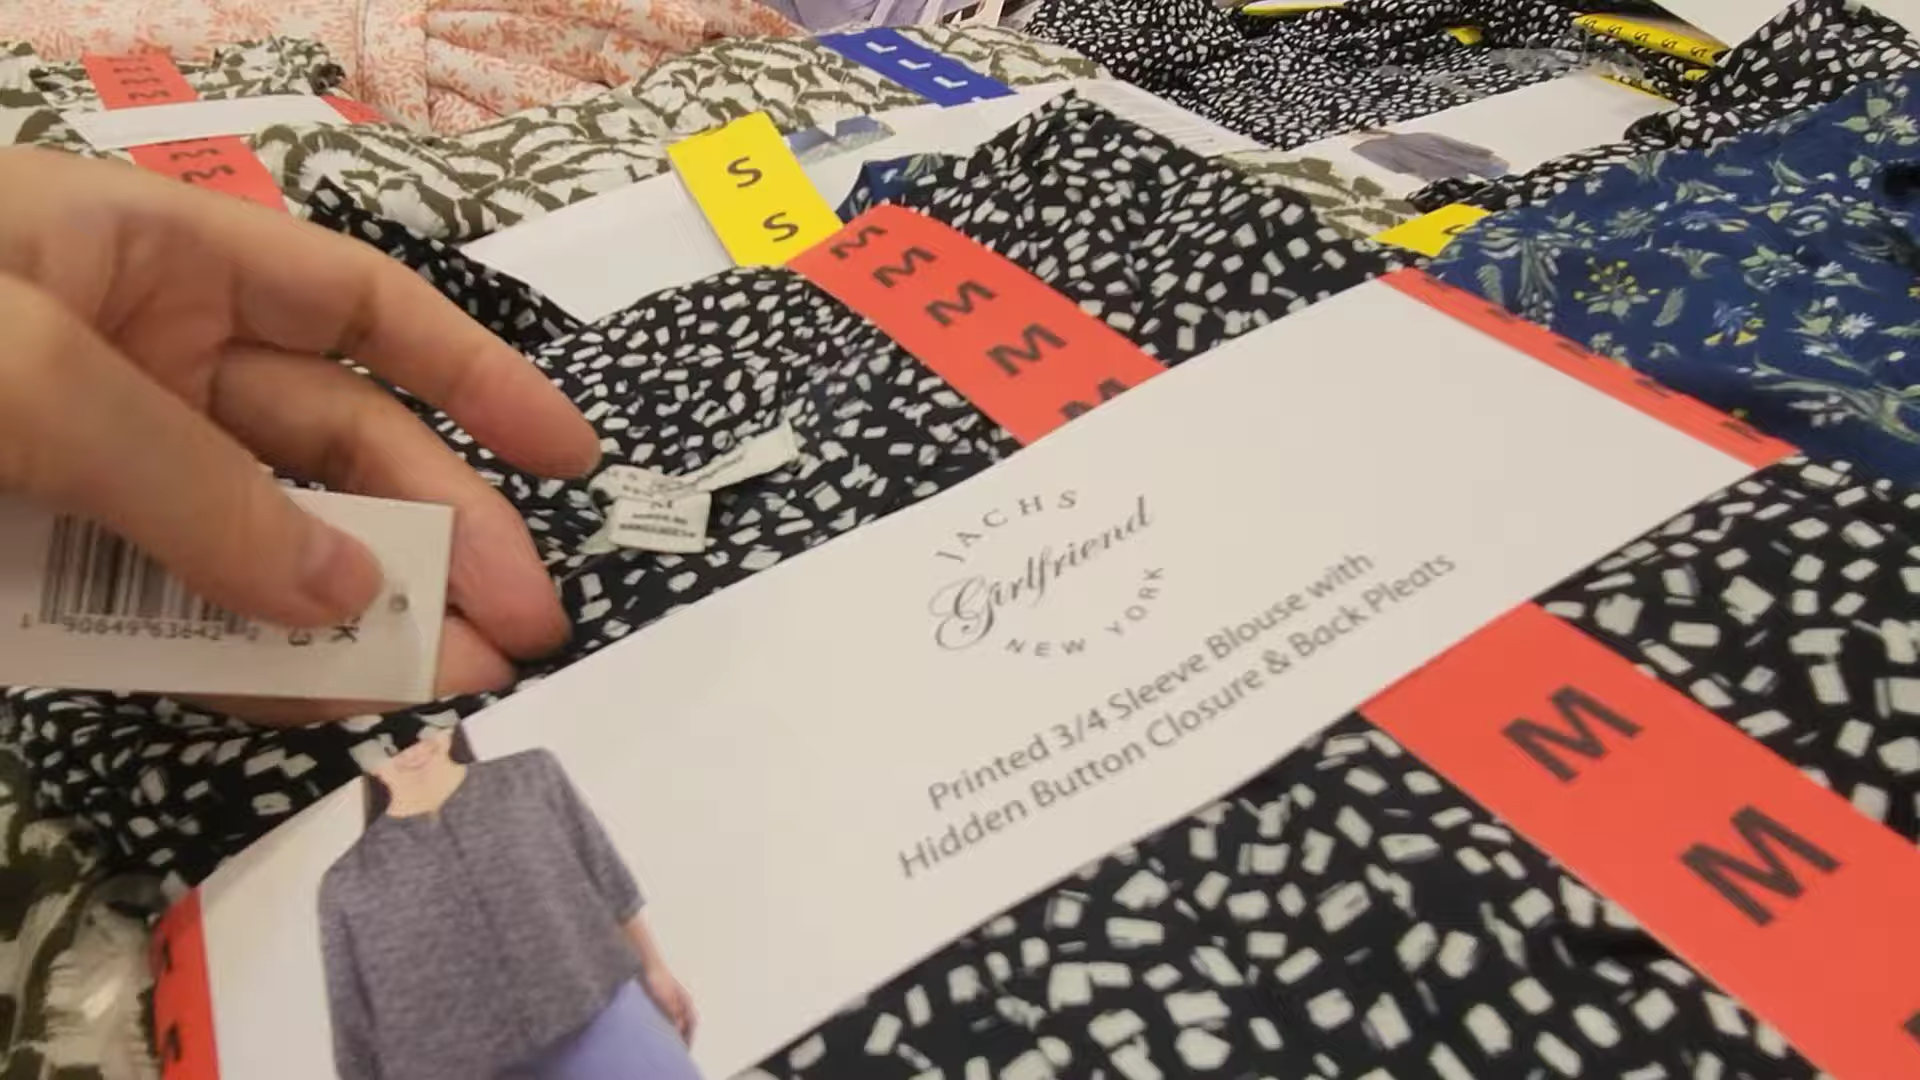 L L L
S
S
M
M
M
M
M
JACHS
Girlfriend
NEW YORK
Printed 3/4 Sleeve Blouse with
Hidden Button Closure & Back Pleats
M
M